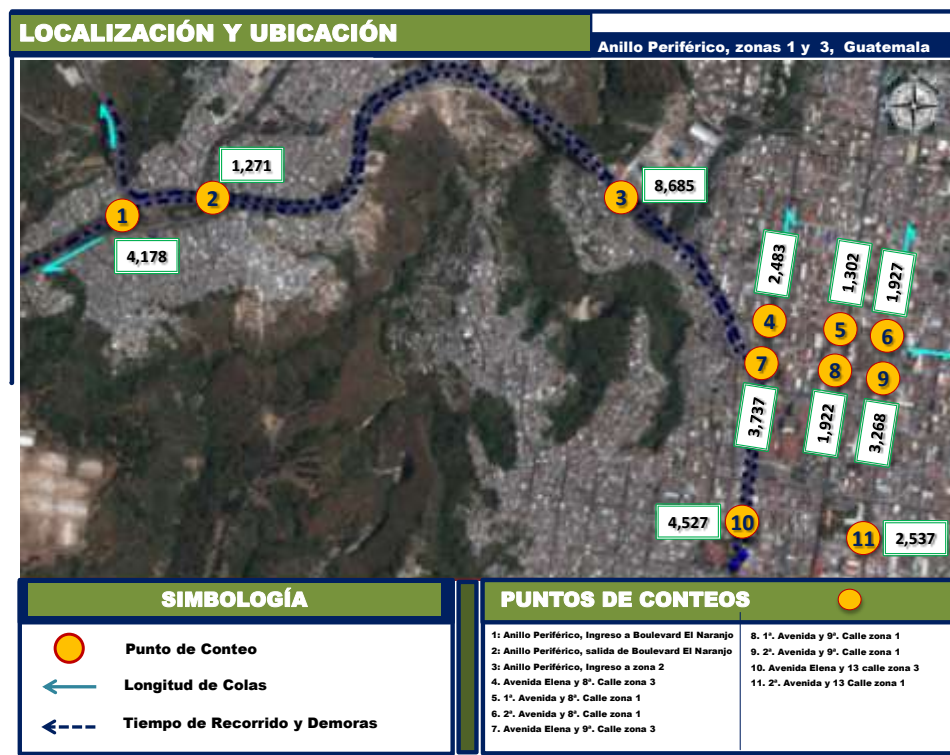 LOCALIZACIÓN Y UBICACIÓN
Anillo Periférico, zonas 1 y 3, Guatemala
1,271
2
3
8,685
1
4,178
2,483
1,302
1,927
4
5
6
7
8
9
3,737
1,922
3,268
4,527
10
11
2,537
SIMBOLOGÍA
Punto de Conteo
Longitud de Colas
Tiempo de Recorrido y Demoras
PUNTOS DE CONTEOS
1: Anillo Periférico, Ingreso a Boulevard El Naranjo
2: Anillo Periférico, salida de Boulevard El Naranjo
3: Anillo Periférico, Ingreso a zona 2
4. Avenida Elena y 8ª. Calle zona 3
5. 1ª. Avenida y 8ª. Calle zona 1
6. 2ª. Avenida y 8ª. Calle zona 1
7. Avenida Elena y 9ª. Calle zona 3
8. 1ª. Avenida y 9ª. Calle zona 1
9. 2ª. Avenida y 9ª. Calle zona 1
10. Avenida Elena y 13 calle zona 3
11. 2ª. Avenida y 13 Calle zona 1